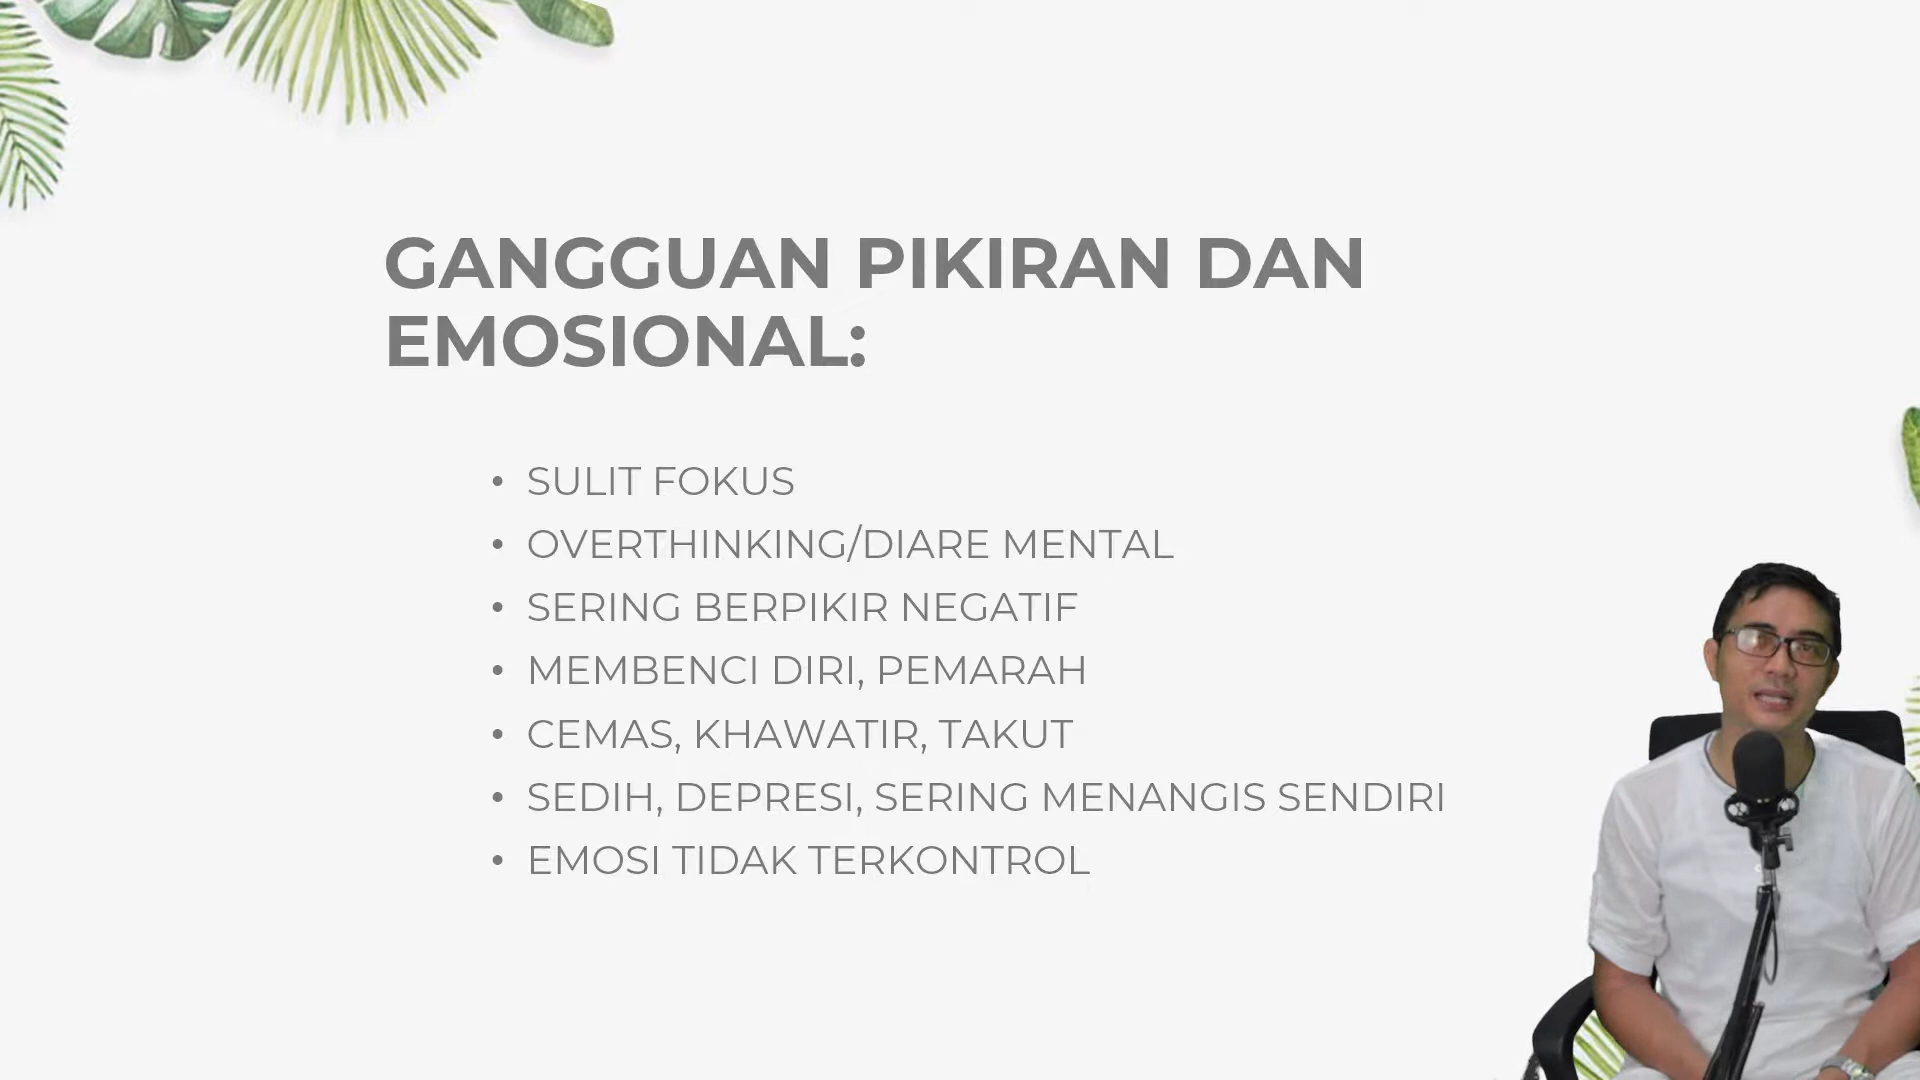 GANGGUAN PIKIRAN DAN
EMOSIONAL:
• SULIT FOKUS
• OVERTHINKING/DIARE MENTAL
• SERING BERPIKIR NEGATIF
• MEMBENCI DIRI, PEMARAH
• CEMAS, KHAWATIR, TAKUT
• SEDIH, DEPRESI, SERING MENANGIS SENDIRI
• EMOSI TIDAK TERKONTROL